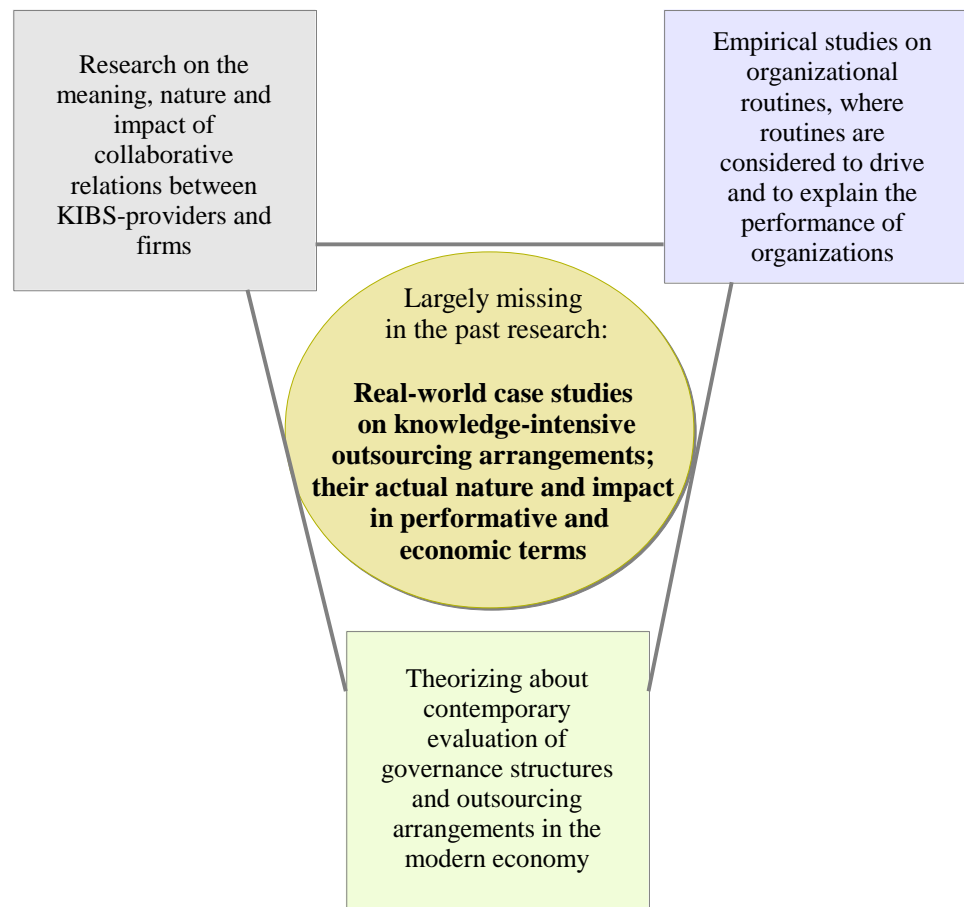 Research on the
meaning, nature and
impact of
collaborative
relations between
KIBS-providers and
firms
Empirical studies on
organizational
routines, where
routines are
considered to drive
and to explain the
performance of
organizations
Largely missing
in the past research:
Real-world case studies
on knowledge-intensive
outsourcing arrangements;
their actual nature and impact
in performative and
economic terms
Theorizing about
contemporary
evaluation of
governance structures
and outsourcing
arrangements in the
modern economy